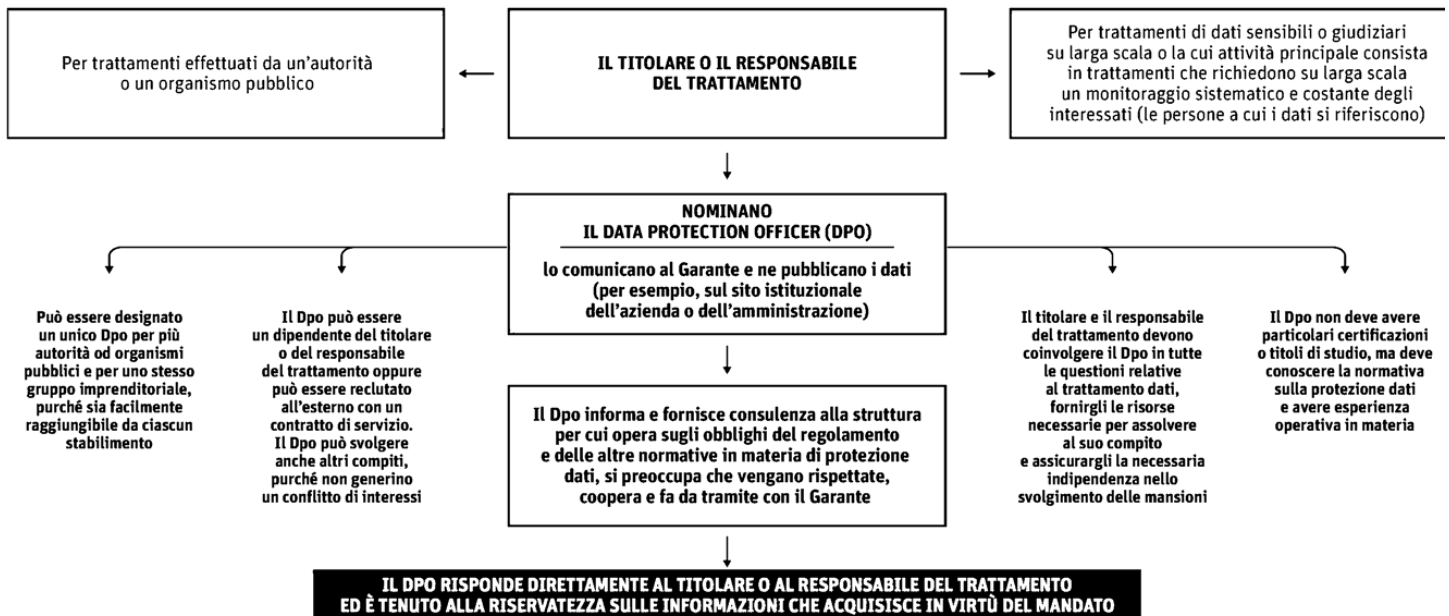 Per trattamenti effettuati da un'autorità
o un organismo pubblico
IL TITOLARE O IL RESPONSABILE
DEL TRATTAMENTO
Per trattamenti di dati sensibili o giudiziari
su larga scala o la cui attività principale consista
in trattamenti che richiedono su larga scala
un monitoraggio sistematico e costante degli
interessati (le persone a cui i dati si riferiscono)
NOMINANO
IL DATA PROTECTION OFFICER (DPO)
lo comunicano al Garante e ne pubblicano i dati
(per esempio, sul sito istituzionale
dell'azienda o dell'amministrazione)
Può essere designato
un unico Dpo per più
autorità od organismi
pubblici e per uno stesso
gruppo imprenditoriale,
purché sia facilmente
raggiungibile da ciascun
stabilimento
Il Dpo può essere
un dipendente del titolare
o del responsabile
del trattamento oppure
può essere reclutato
all'esterno con un
contratto di servizio.
Il Dpo può svolgere
anche altri compiti,
purché non generino
un conflitto di interessi
Il titolare e il responsabile
del trattamento devono
coinvolgere il Dpo in tutte
le questioni relative
al trattamento dati,
fornirgli le risorse
necessarie per assolvere
al suo compito
e assicurargli la necessaria
indipendenza nello
svolgimento delle mansioni
Il Dpo non deve avere
particolari certificazioni
o titoli di studio, ma deve
conoscere la normativa
sulla protezione dati
e avere esperienza
operativa in materia
Il Dpo informa e fornisce consulenza alla struttura
per cui opera sugli obblighi del regolamento
e delle altre normative in materia di protezione
dati, si preoccupa che vengano rispettate,
coopera e fa da tramite con il Garante
IL DPO RISPONDE DIRETTAMENTE AL TITOLARE O AL RESPONSABILE DEL TRATTAMENTO
ED È TENUTO ALLA RISERVATEZZA SULLE INFORMAZIONI CHE ACQUISISCE IN VIRTÙ DEL MANDATO